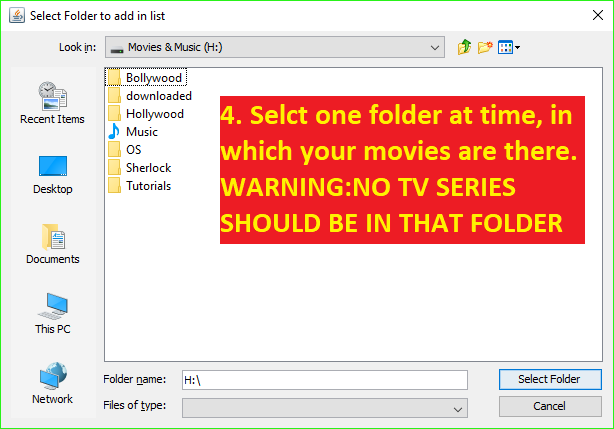 Select Folder to add in list
Look in:
Movies & Music (H:)
Recent Items
Desktop
Documents
This PC
Network
Bollywood
downloaded
Hollywood
Music
OS
Sherlock
Tutorials
4. Selct one folder at time, in
which your movies are there.
WARNING:NO TV SERIES
SHOULD BE IN THAT FOLDER
Folder name:
H:\
Select Folder
Files of type:
Cancel